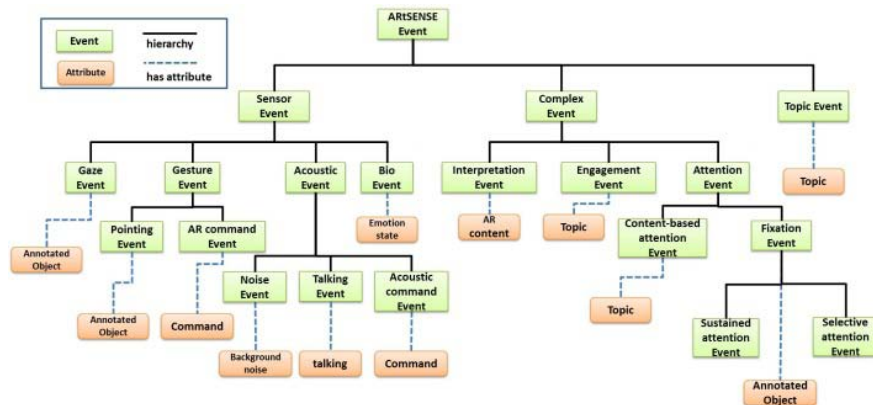 ARtSENSE
Event
Event
hierarchy
Attribute
has attribute
Sensor
Event
Complex
Event
Topic Event
Gaze
Event
Gesture
Event
Acoustic
Event
Bio
Event
Interpretation
Event
Engagement
Event
Attention
Event
Topic
Pointing
Event
AR command
Event
Emotion
state
AR
content
Topic
Content-based
attention
Event
Fixation
Event
Annotated
Object
Noise
Event
Talking
Event
Acoustic
command
Event
Annotated
Object
Command
Topic
Sustained
attention
Event
Selective
attention
Event
Background
noise
talking
Command
Annotated
Object